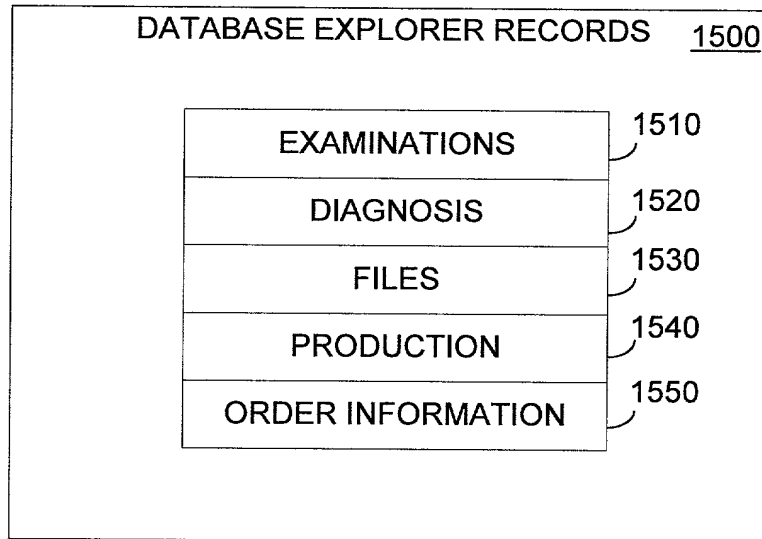 DATABASE EXPLORER RECORDS 1500
EXAMINATIONS 1510
DIAGNOSIS 1520
FILES 1530
PRODUCTION 1540
ORDER INFORMATION 1550